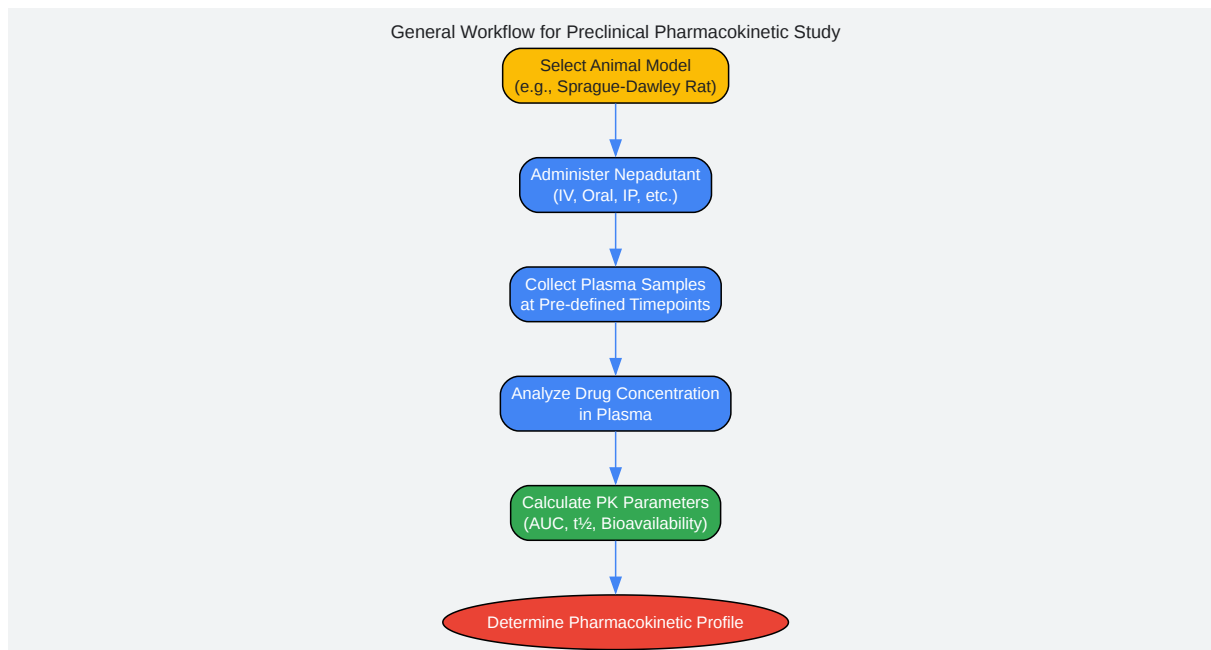 General Workflow for Preclinical Pharmacokinetic Study
Select Animal Model
(e.g., Sprague-Dawley Rat)
Administer Nepadutant
(IV, Oral, IP, etc.)
Collect Plasma Samples
at Pre-defined Timepoints
Analyze Drug Concentration
in Plasma
Calculate PK Parameters
(AUC, t½, Bioavailability)
Determine Pharmacokinetic Profile